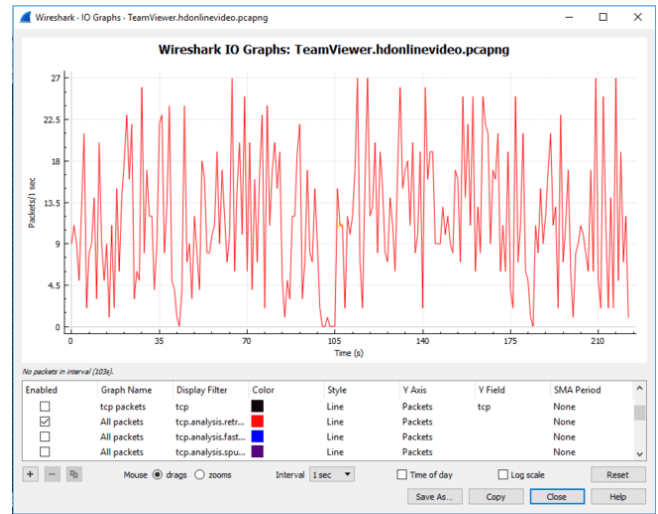 Wireshark · IO Graphs · TeamViewer.hdonlinevideo.pcapng
Wireshark IO Graphs: TeamViewer.hdonlinevideo.pcapng
Packets/1 sec
27
22.5
18
13.5
9
4.5
0
0 35 70 105 140 175 210
Time (s)
No packets in interval (103s).
Enabled Graph Name Display Filter Color Style Y Axis Y Field SMA Period
tcp packets tcp Line Packets tcp None
All packets tcp.analysis.retr... Line Packets None
All packets tcp.analysis.fast... Line Packets None
All packets tcp.analysis.spu... Line Packets None
+ − Mouse drags zooms Interval 1 sec Time of day Log scale Reset
Save As... Copy Close Help